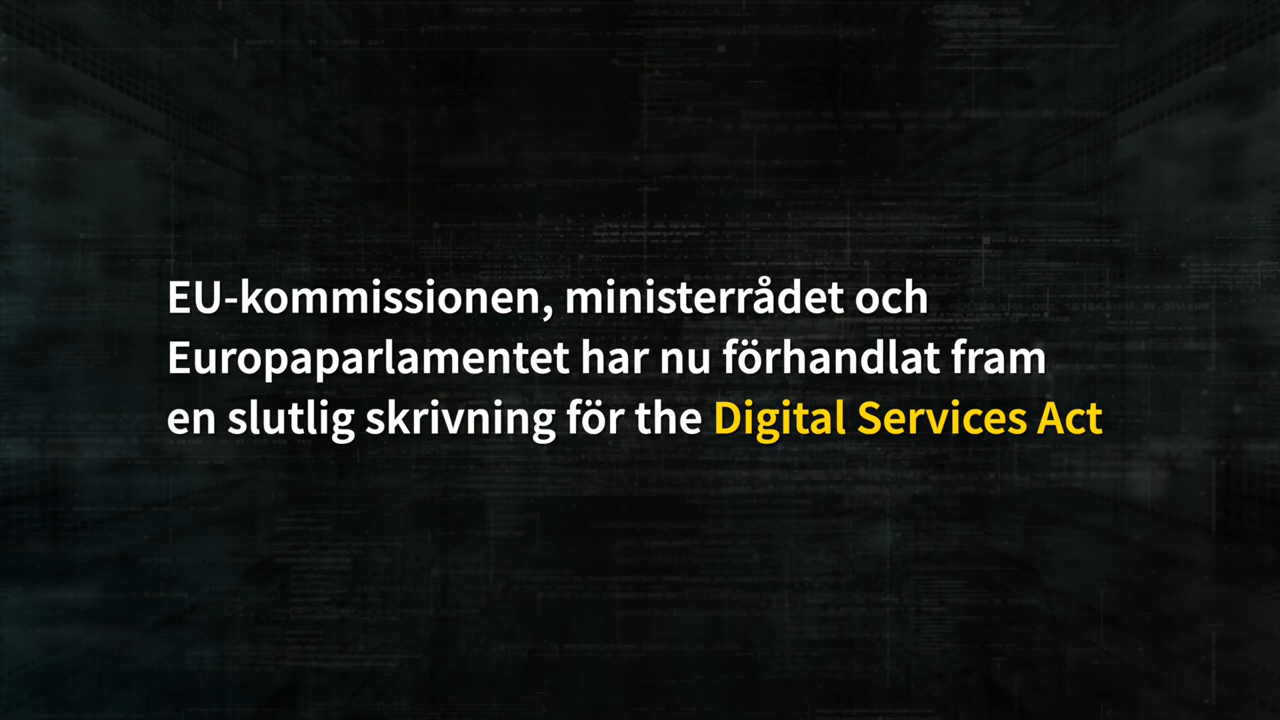 EU-kommissionen, ministerrådet och
Europaparlamentet har nu förhandlat fram
en slutlig skrivning för the Digital Services Act